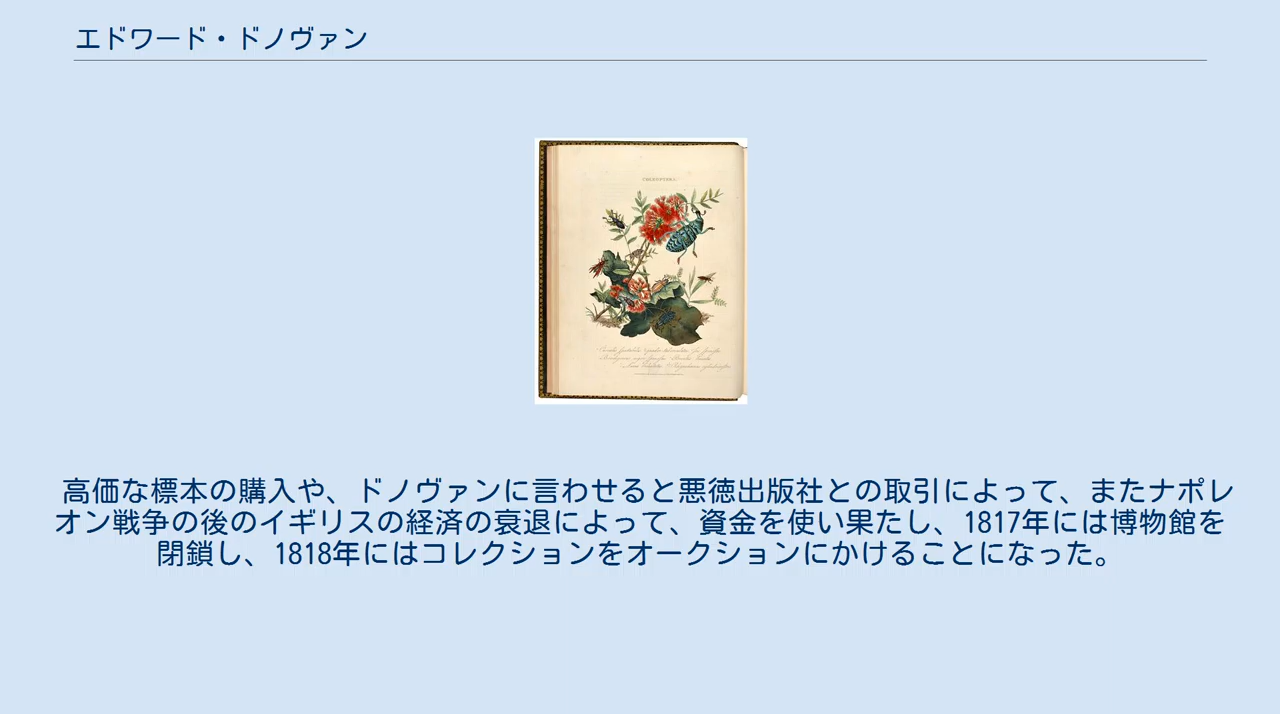 エドワード・ドノヴァン
高価な標本の購入や、ドノヴァンに言わせると悪徳出版社との取引によって、またナポレ
オン戦争の後のイギリスの経済の衰退によって、資金を使い果たし、1817年には博物館を
閉鎖し、1818年にはコレクションをオークションにかけることになった。